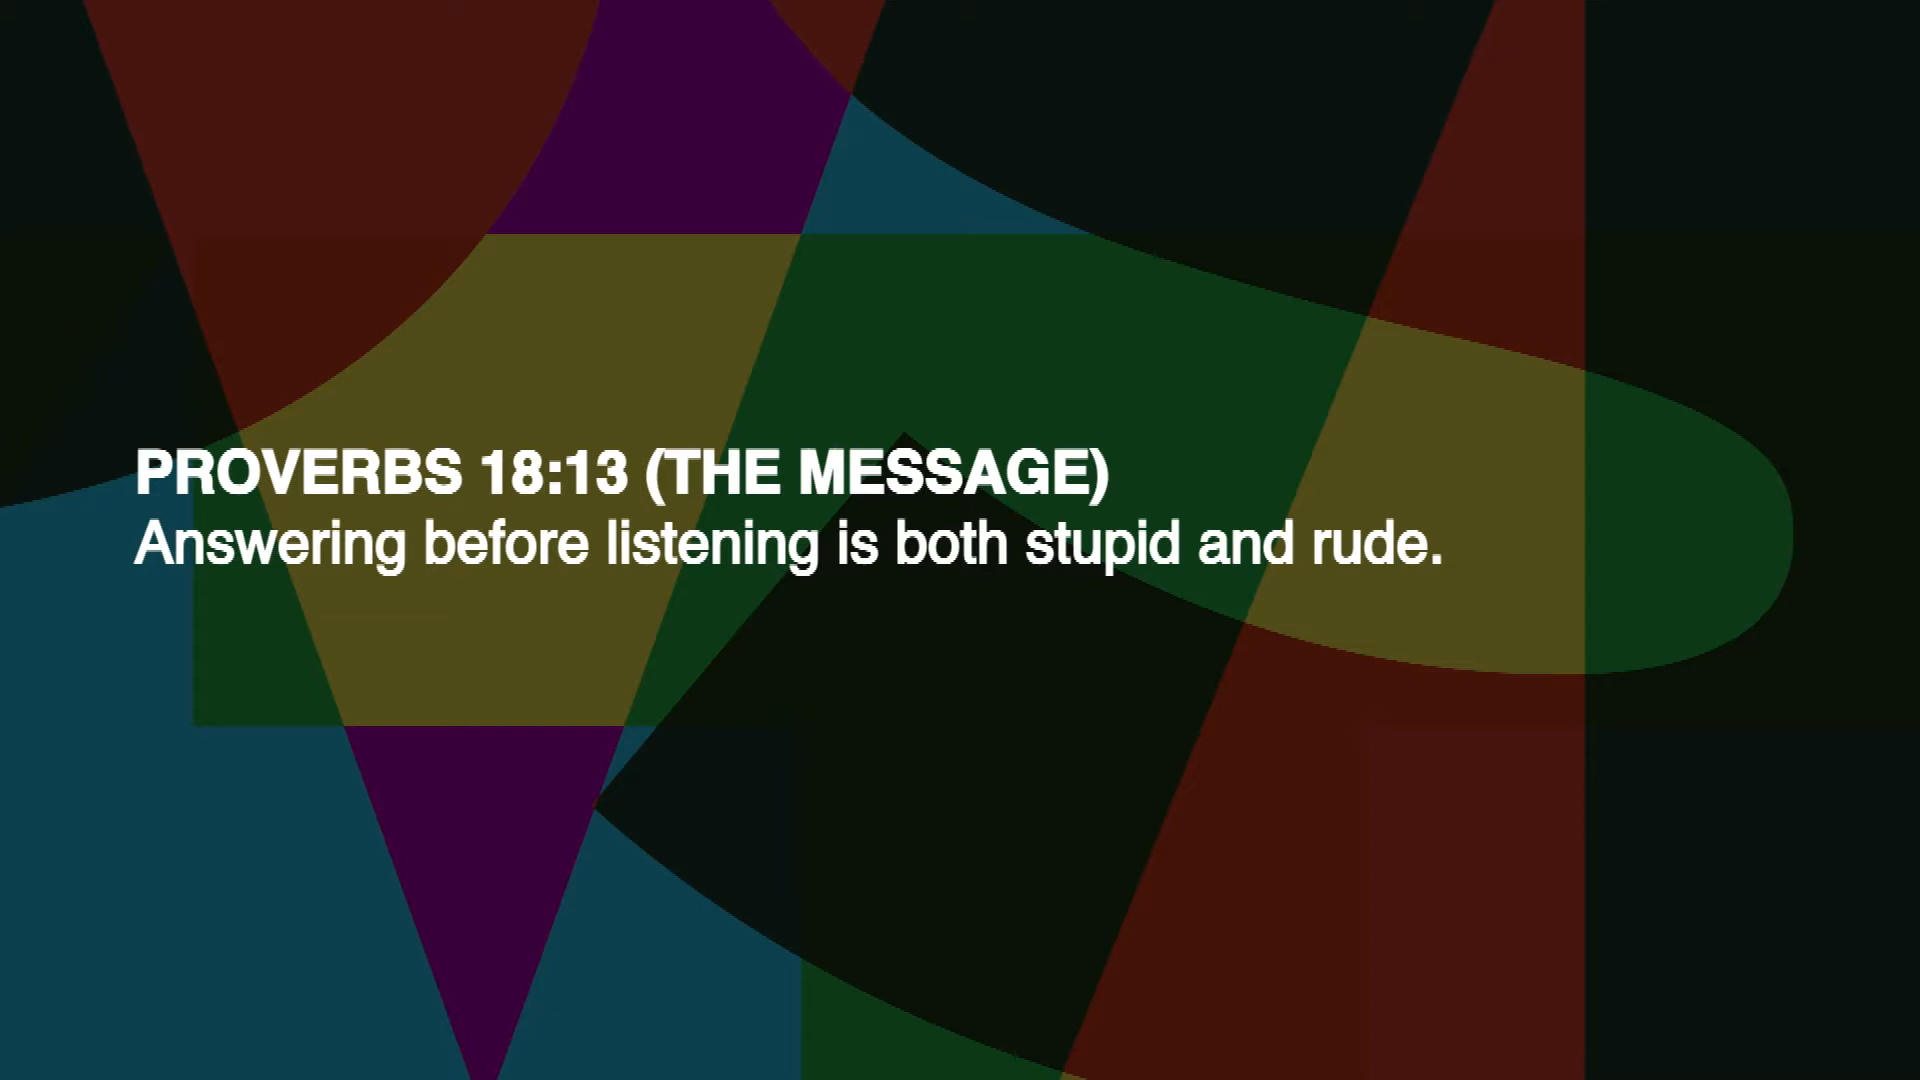 PROVERBS 18:13 (THE MESSAGE)
Answering before listening is both stupid and rude.